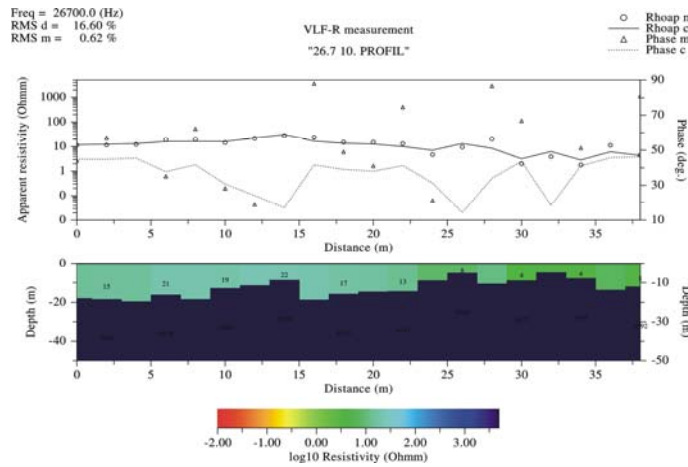 Freq = 26700.0 (Hz)
RMS d = 16.60 %
RMS m = 0.62 %
VLF-R measurement
"26.7 10. PROFIL"
Rhoap m
Rhoap c
Phase m
Phase c
Apparent resistivity (Ohmm)
1000
100
10
1
0
0
Phase (deg.)
90
70
50
30
10
0 5 10 15 20 25 30 35
Distance (m)
Depth (m)
0
-20
-40
15 21 19 22 17 13 4 4
Depth (m)
-10
-30
-50
0 5 10 15 20 25 30 35
Distance (m)
-2.00 -1.00 0.00 1.00 2.00 3.00
log10 Resistivity (Ohmm)